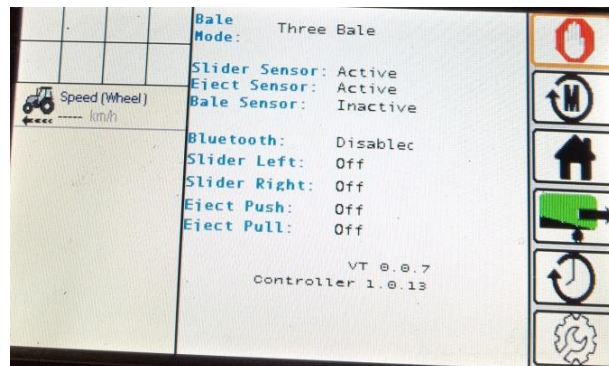 Bale
Mode: Three Bale
Slider Sensor: Active
Eject Sensor: Active
Bale Sensor: Inactive
Bluetooth: Disablec
Slider Left: Off
Slider Right: Off
Eject Push: Off
Eject Pull: Off
VT 0.0.7
Controller 1.0.13
Speed (Wheel)
----- km/h
M